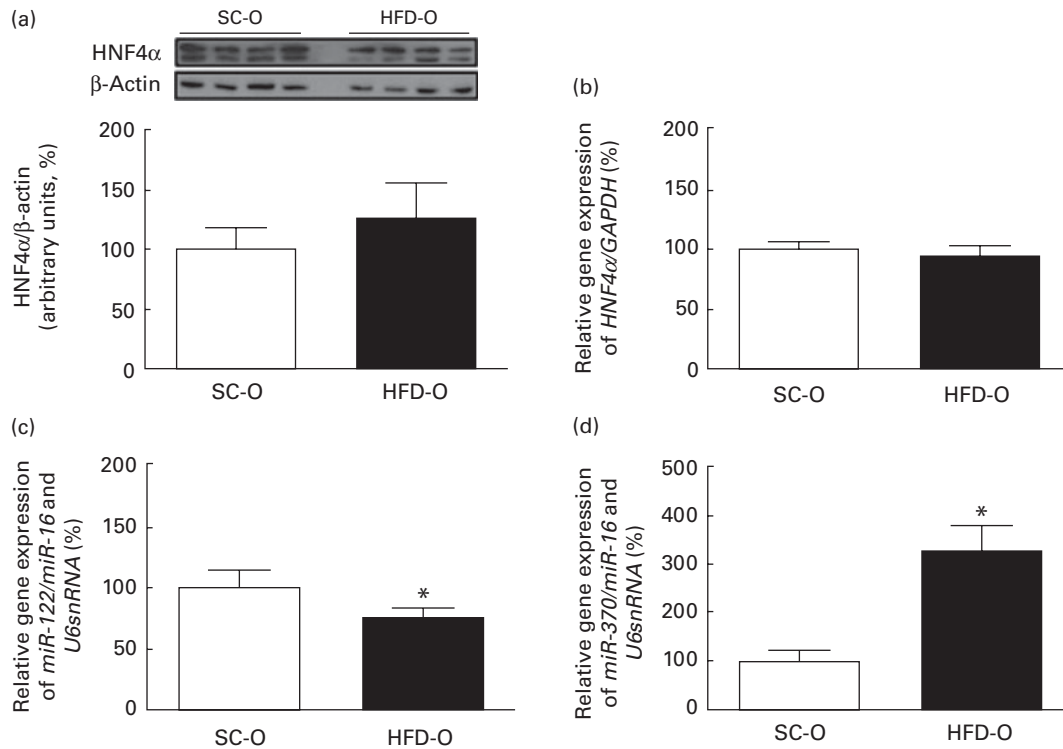 (a)
SC-O HFD-O
HNF4α
β-Actin
HNF4α/β-actin
(arbitrary units, %)
200
150
100
50
0
SC-O HFD-O
(b)
Relative gene expression
of HNF4α/GAPDH (%)
200
150
100
50
0
SC-O HFD-O
(c)
Relative gene expression
of miR-122/miR-16 and
U6snRNA (%)
200
150
100
50
0
*
SC-O HFD-O
(d)
Relative gene expression
of miR-370/miR-16 and
U6snRNA (%)
500
400
300
200
100
0
*
SC-O HFD-O